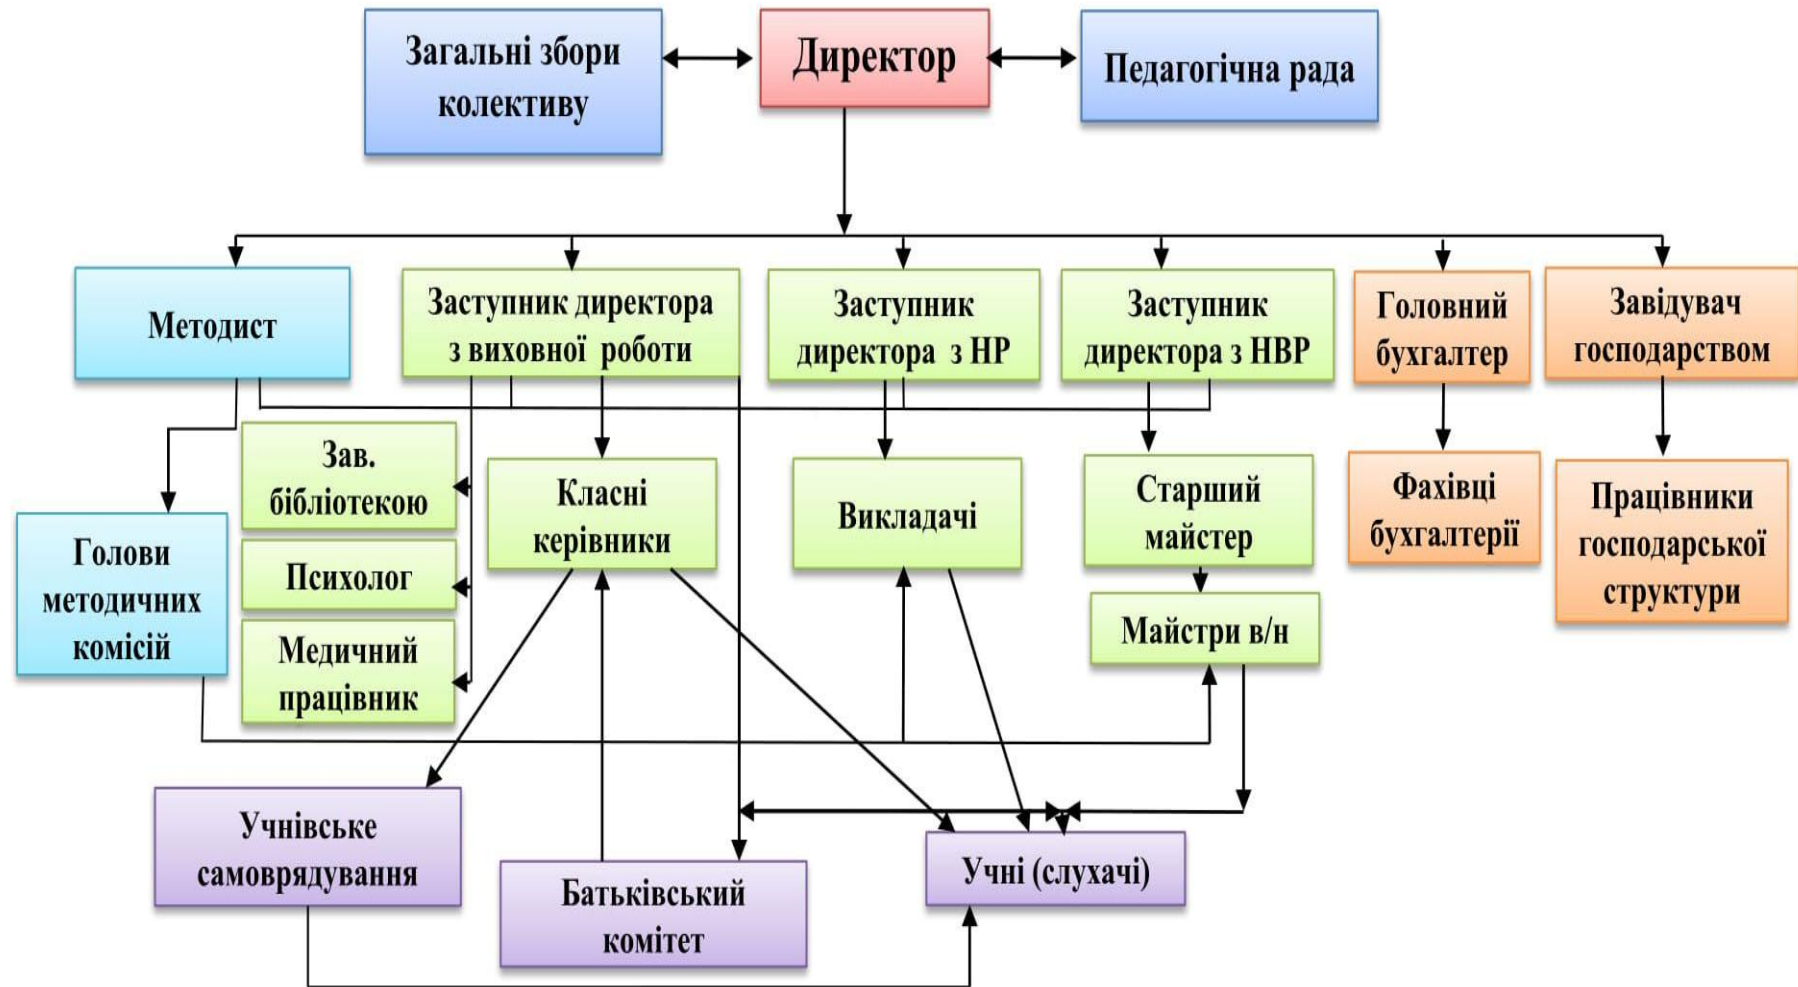 Загальні збори
колективу
Директор
Педагогічна рада
Методист
Заступник директора
з виховної роботи
Заступник
директора з НР
Заступник
директора з НВР
Головний
бухгалтер
Завідувач
господарством
Зав.
бібліотекою
Класні
керівники
Викладачі
Старший
майстер
Фахівці
бухгалтерії
Працівники
господарської
структури
Голови
методичних
комісій
Психолог
Майстри в/н
Медичний
працівник
Учнівське
самоврядування
Батьківський
комітет
Учні (слухачі)